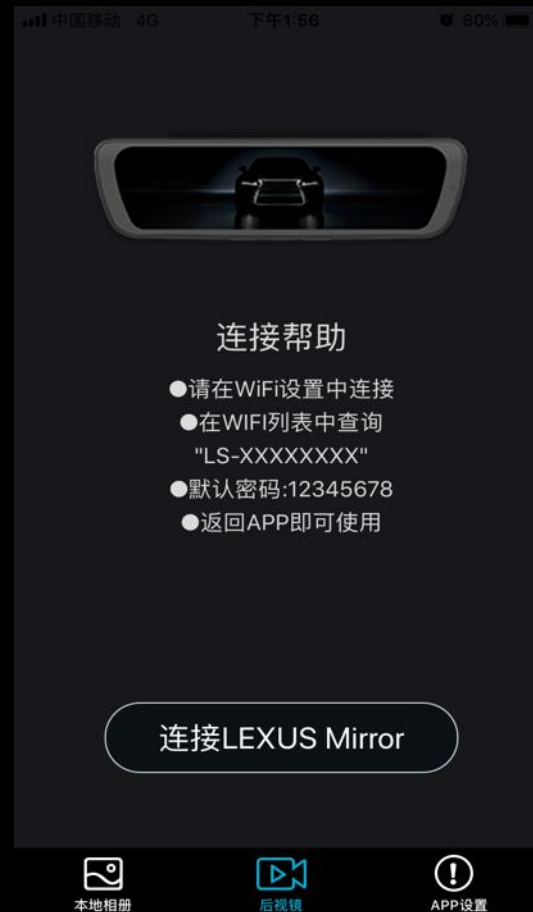 中国移动 4G 下午1:56 80%
连接帮助
●请在WiFi设置中连接
●在WIFI列表中查询
"LS-XXXXXXXX"
●默认密码:12345678
●返回APP即可使用
连接LEXUS Mirror
本地相册 后视镜 APP设置